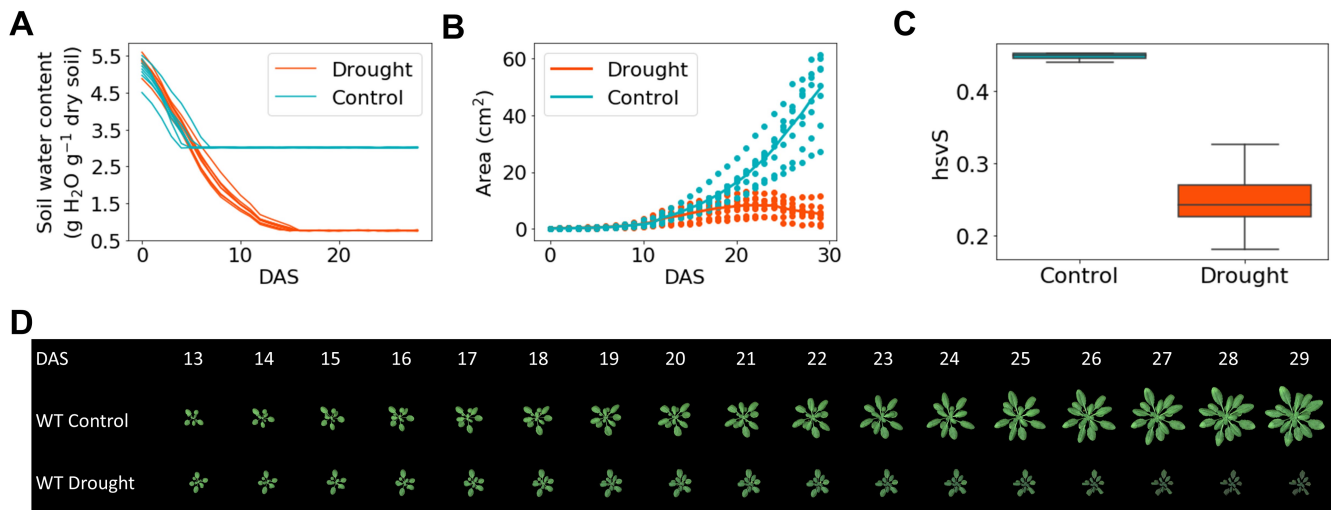 A
Soil water content
(g H₂O g⁻¹ dry soil)
5.5
4.5
3.5
2.5
1.5
0.5
Drought
Control
0
10
20
DAS
B
Area (cm²)
60
40
20
0
Drought
Control
0
10
20
30
DAS
C
hsvS
0.4
0.3
0.2
Control
Drought
D
DAS 13 14 15 16 17 18 19 20 21 22 23 24 25 26 27 28 29
WT Control
WT Drought